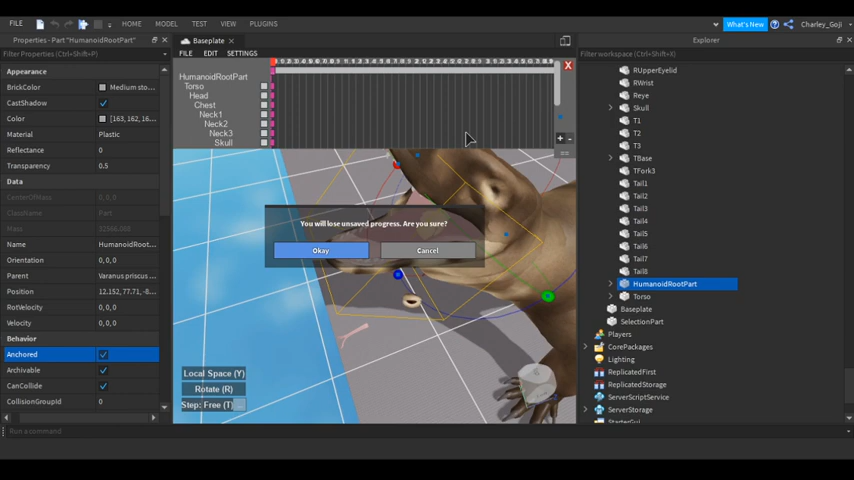 FILE HOME MODEL TEST VIEW PLUGINS What's New Charley_Goji
Properties - Part "HumanoidRootPart"
Filter Properties (Ctrl+Shift+P)
Appearance
BrickColor Medium sto...
CastShadow
Color [163, 162, 16...
Material Plastic
Reflectance 0
Transparency 0.5
Data
CenterOfMass 0, 0, 0
ClassName Part
Mass
Name HumanoidRoot...
Orientation 0, 0, 0
Parent Varanus priscus ...
Position 12.152, 77.71, -8...
RotVelocity 0, 0, 0
Velocity 0, 0, 0
Behavior
Anchored
Archivable
CanCollide
CollisionGroupId 0
Baseplate
FILE EDIT SETTINGS
HumanoidRootPart
Torso
Head
Chest
Neck1
Neck2
Neck3
Skull
You will lose unsaved progress. Are you sure?
Okay Cancel
Local Space (Y)
Rotate (R)
Step: Free (T)
Explorer
Filter workspace (Ctrl+Shift+X)
RUpperEyelid
RWrist
Reye
Skull
T1
T2
T3
TBase
TFork3
Tail1
Tail2
Tail3
Tail4
Tail5
Tail6
Tail7
Tail8
HumanoidRootPart
Torso
Baseplate
SelectionPart
Players
CorePackages
Lighting
ReplicatedFirst
ReplicatedStorage
ServerScriptService
ServerStorage
StarterGui
Run a command